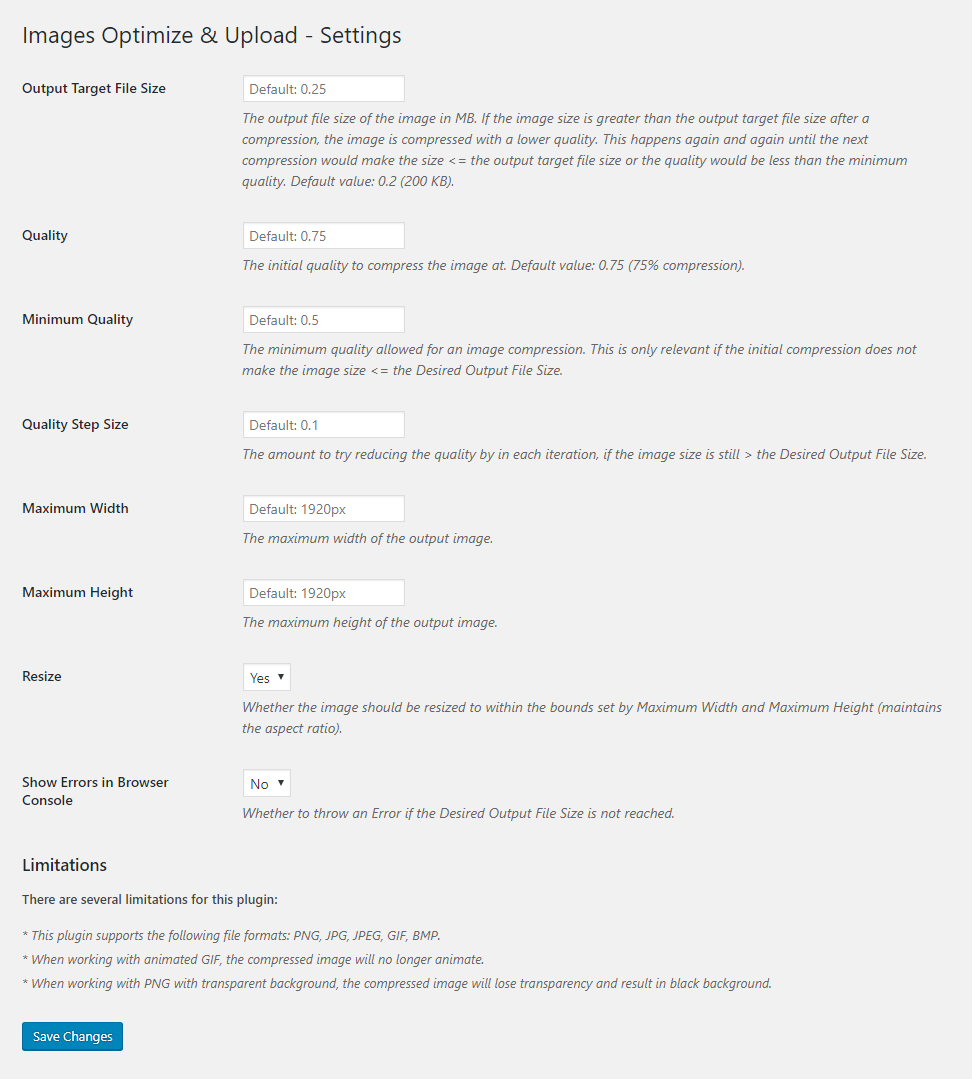 Images Optimize & Upload - Settings
Output Target File Size
Default: 0.25
The output file size of the image in MB. If the image size is greater than the output target file size after a
compression, the image is compressed with a lower quality. This happens again and again until the next
compression would make the size <= the output target file size or the quality would be less than the minimum
quality. Default value: 0.2 (200 KB).
Quality
Default: 0.75
The initial quality to compress the image at. Default value: 0.75 (75% compression).
Minimum Quality
Default: 0.5
The minimum quality allowed for an image compression. This is only relevant if the initial compression does not
make the image size <= the Desired Output File Size.
Quality Step Size
Default: 0.1
The amount to try reducing the quality by in each iteration, if the image size is still > the Desired Output File Size.
Maximum Width
Default: 1920px
The maximum width of the output image.
Maximum Height
Default: 1920px
The maximum height of the output image.
Resize
Yes
Whether the image should be resized to within the bounds set by Maximum Width and Maximum Height (maintains
the aspect ratio).
Show Errors in Browser
Console
No
Whether to throw an Error if the Desired Output File Size is not reached.
Limitations
There are several limitations for this plugin:
* This plugin supports the following file formats: PNG, JPG, JPEG, GIF, BMP.
* When working with animated GIF, the compressed image will no longer animate.
* When working with PNG with transparent background, the compressed image will lose transparency and result in black background.
Save Changes